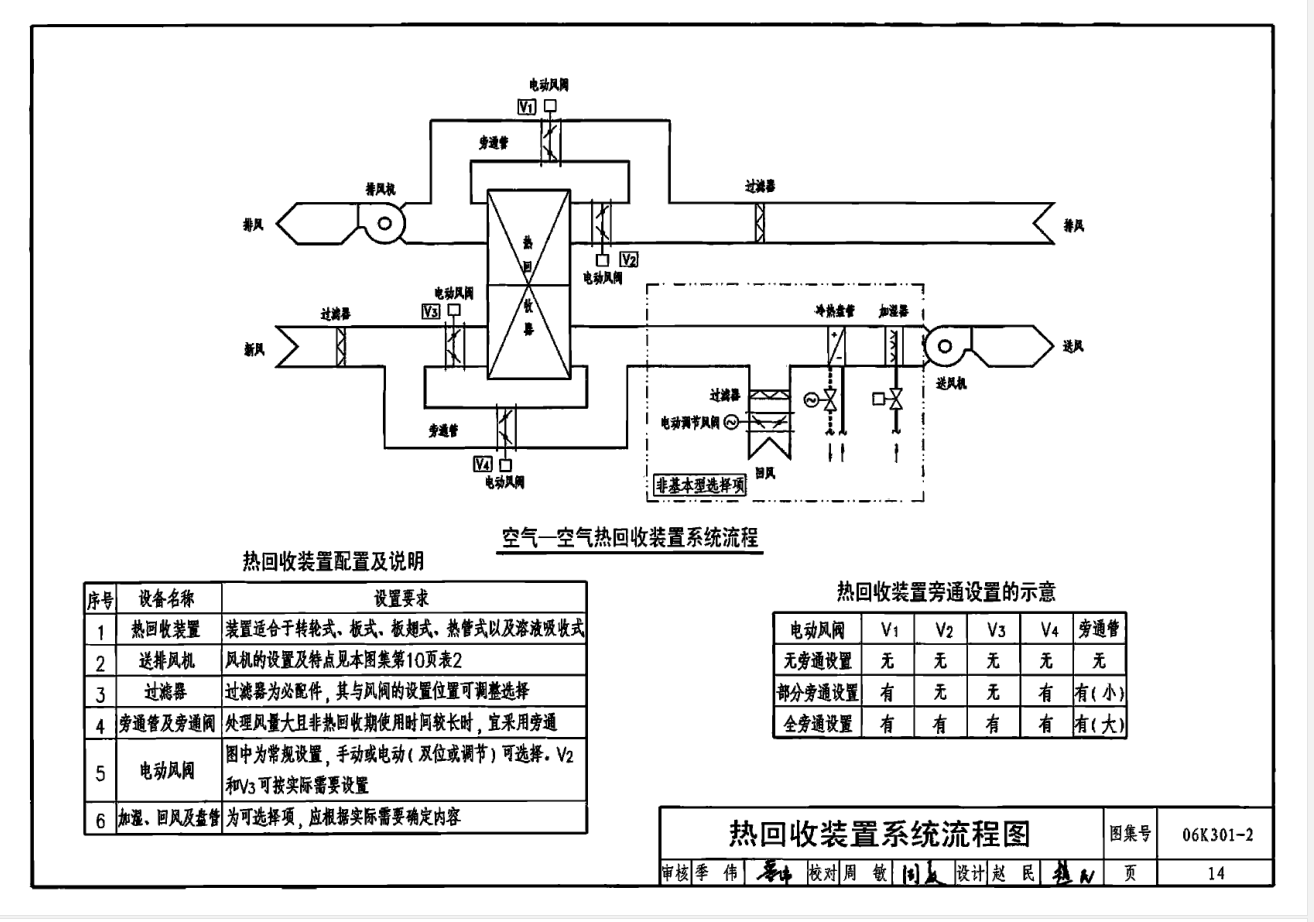 电动风阀
V1
旁通管
排风机
过滤器
排风
排风
热回收器
V2
电动风阀
电动风阀
V3
过滤器
新风
冷热盘管
加湿器
送风
送风机
过滤器
电动调节风阀
旁通管
V4
电动风阀
回风
非基本型选择项
空气—空气热回收装置系统流程
热回收装置配置及说明
序号 设备名称 设置要求
1 热回收装置 装置适合于转轮式、板式、板翅式、热管式以及溶液吸收式
2 送排风机 风机的设置及特点见本图集第10页表2
3 过滤器 过滤器为必配件，其与风阀的设置位置可调整选择
4 旁通管及旁通阀 处理风量大且非热回收期使用时间较长时，宜采用旁通
5 电动风阀 图中为常规设置，手动或电动(双位或调节)可选择。V2
和V3可按实际需要设置
6 加湿、回风及盘管 为可选择项，应根据实际需要确定内容
热回收装置旁通设置的示意
电动风阀 V1 V2 V3 V4 旁通管
无旁通设置 无 无 无 无 无
部分旁通设置 有 无 无 有 有(小)
全旁通设置 有 有 有 有 有(大)
热回收装置系统流程图 图集号 06K301-2
审核 季伟 校对 周敏 设计 赵民 页 14